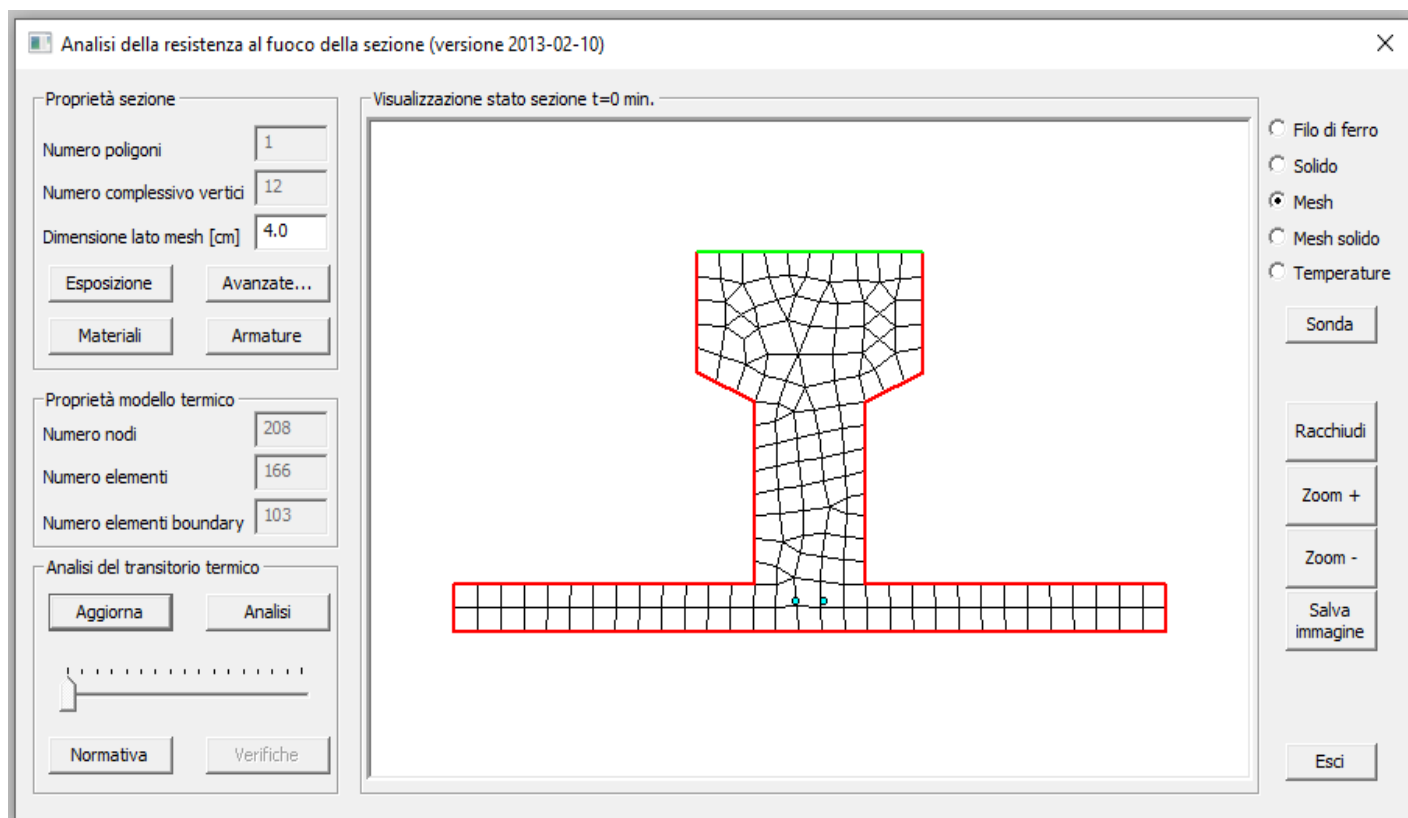 Analisi della resistenza al fuoco della sezione (versione 2013-02-10)
Proprietà sezione
Numero poligoni 1
Numero complessivo vertici 12
Dimensione lato mesh [cm] 4.0
Esposizione Avanzate...
Materiali Armature
Proprietà modello termico
Numero nodi 208
Numero elementi 166
Numero elementi boundary 103
Analisi del transitorio termico
Aggiorna Analisi
Normativa Verifiche
Visualizzazione stato sezione t=0 min.
Filo di ferro
Solido
Mesh
Mesh solido
Temperature
Sonda
Racchiudi
Zoom +
Zoom -
Salva
immagine
Esci